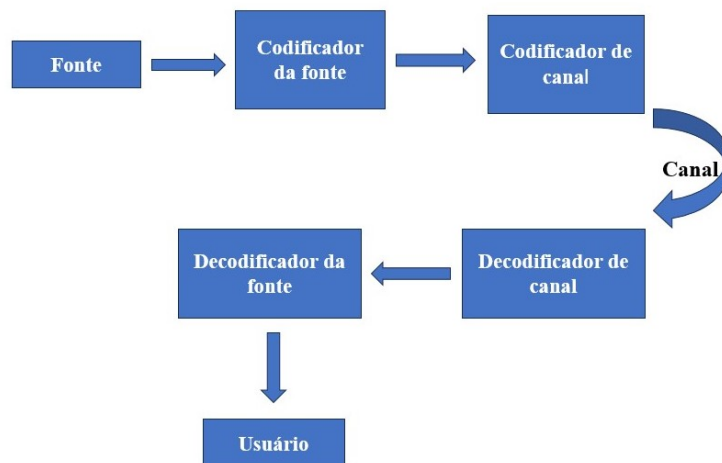 Fonte
Codificador
da fonte
Codificador de
canal
Canal
Decodificador de
canal
Decodificador da
fonte
Usuário